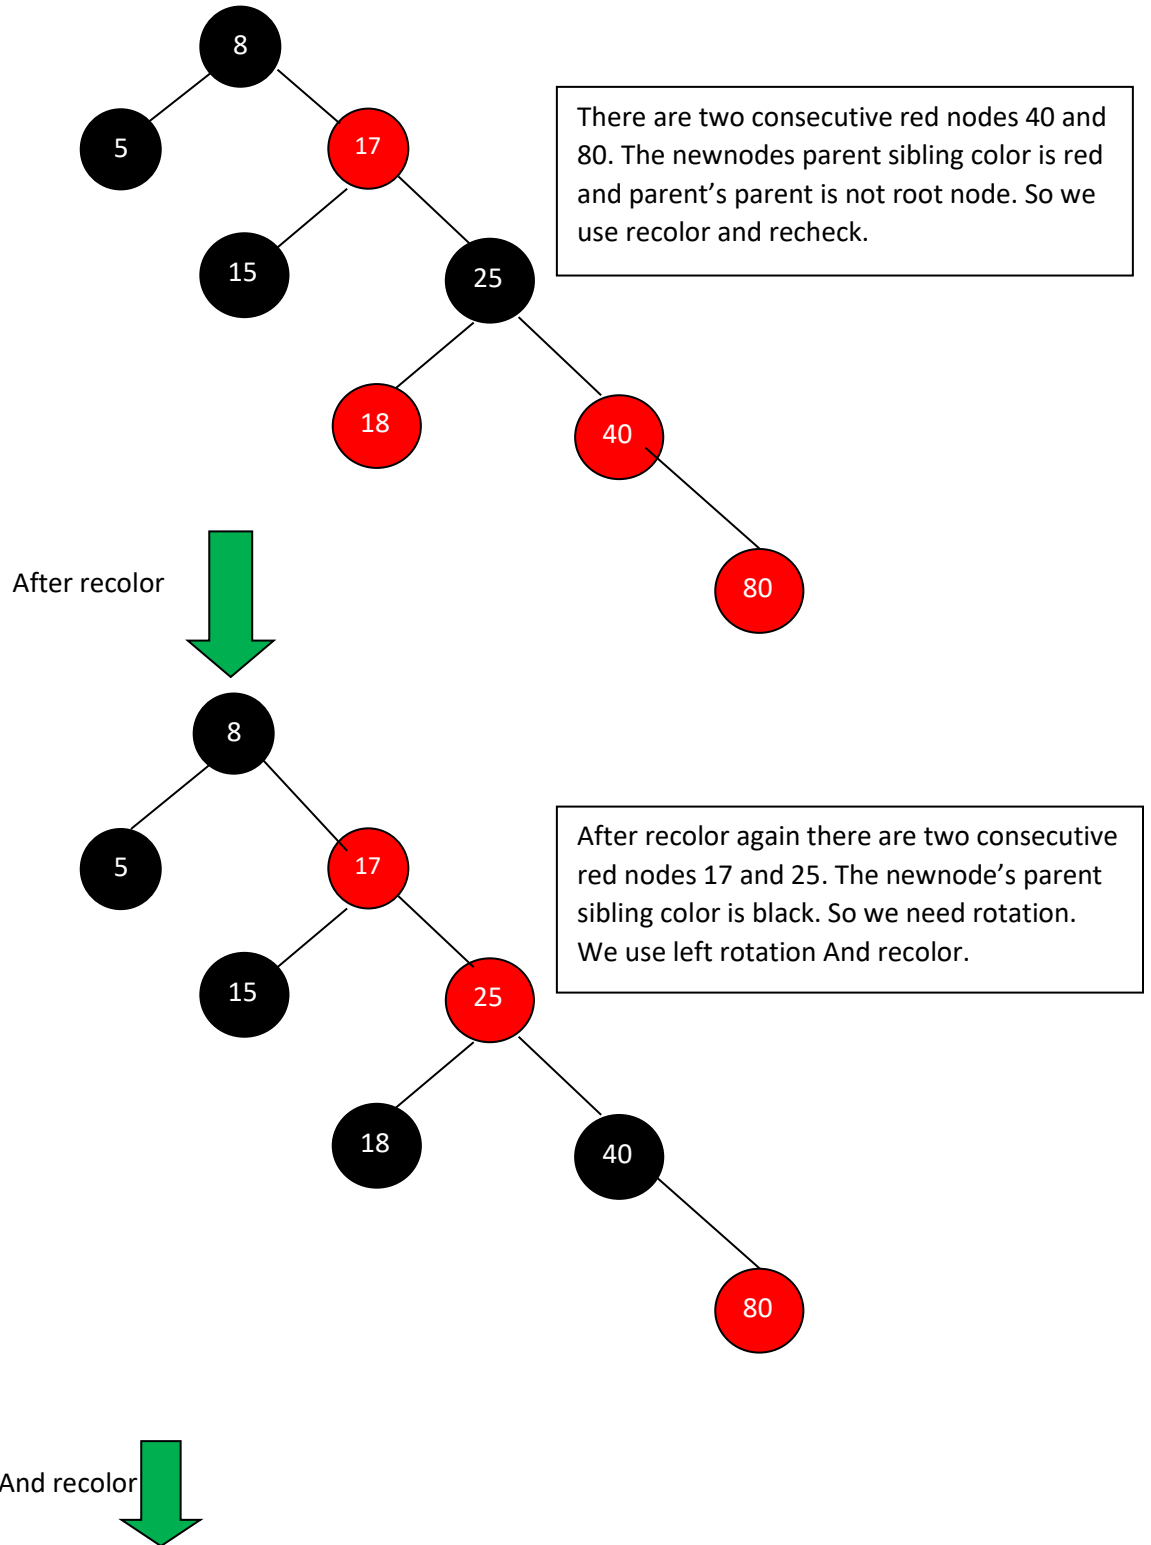 8
There are two consecutive red nodes 40 and
80. The newnodes parent sibling color is red
and parent’s parent is not root node. So we
use recolor and recheck.
5
17
15
25
18
40
After recolor
80
8
After recolor again there are two consecutive
red nodes 17 and 25. The newnode’s parent
sibling color is black. So we need rotation.
We use left rotation And recolor.
5
17
15
25
18
40
80
And recolor